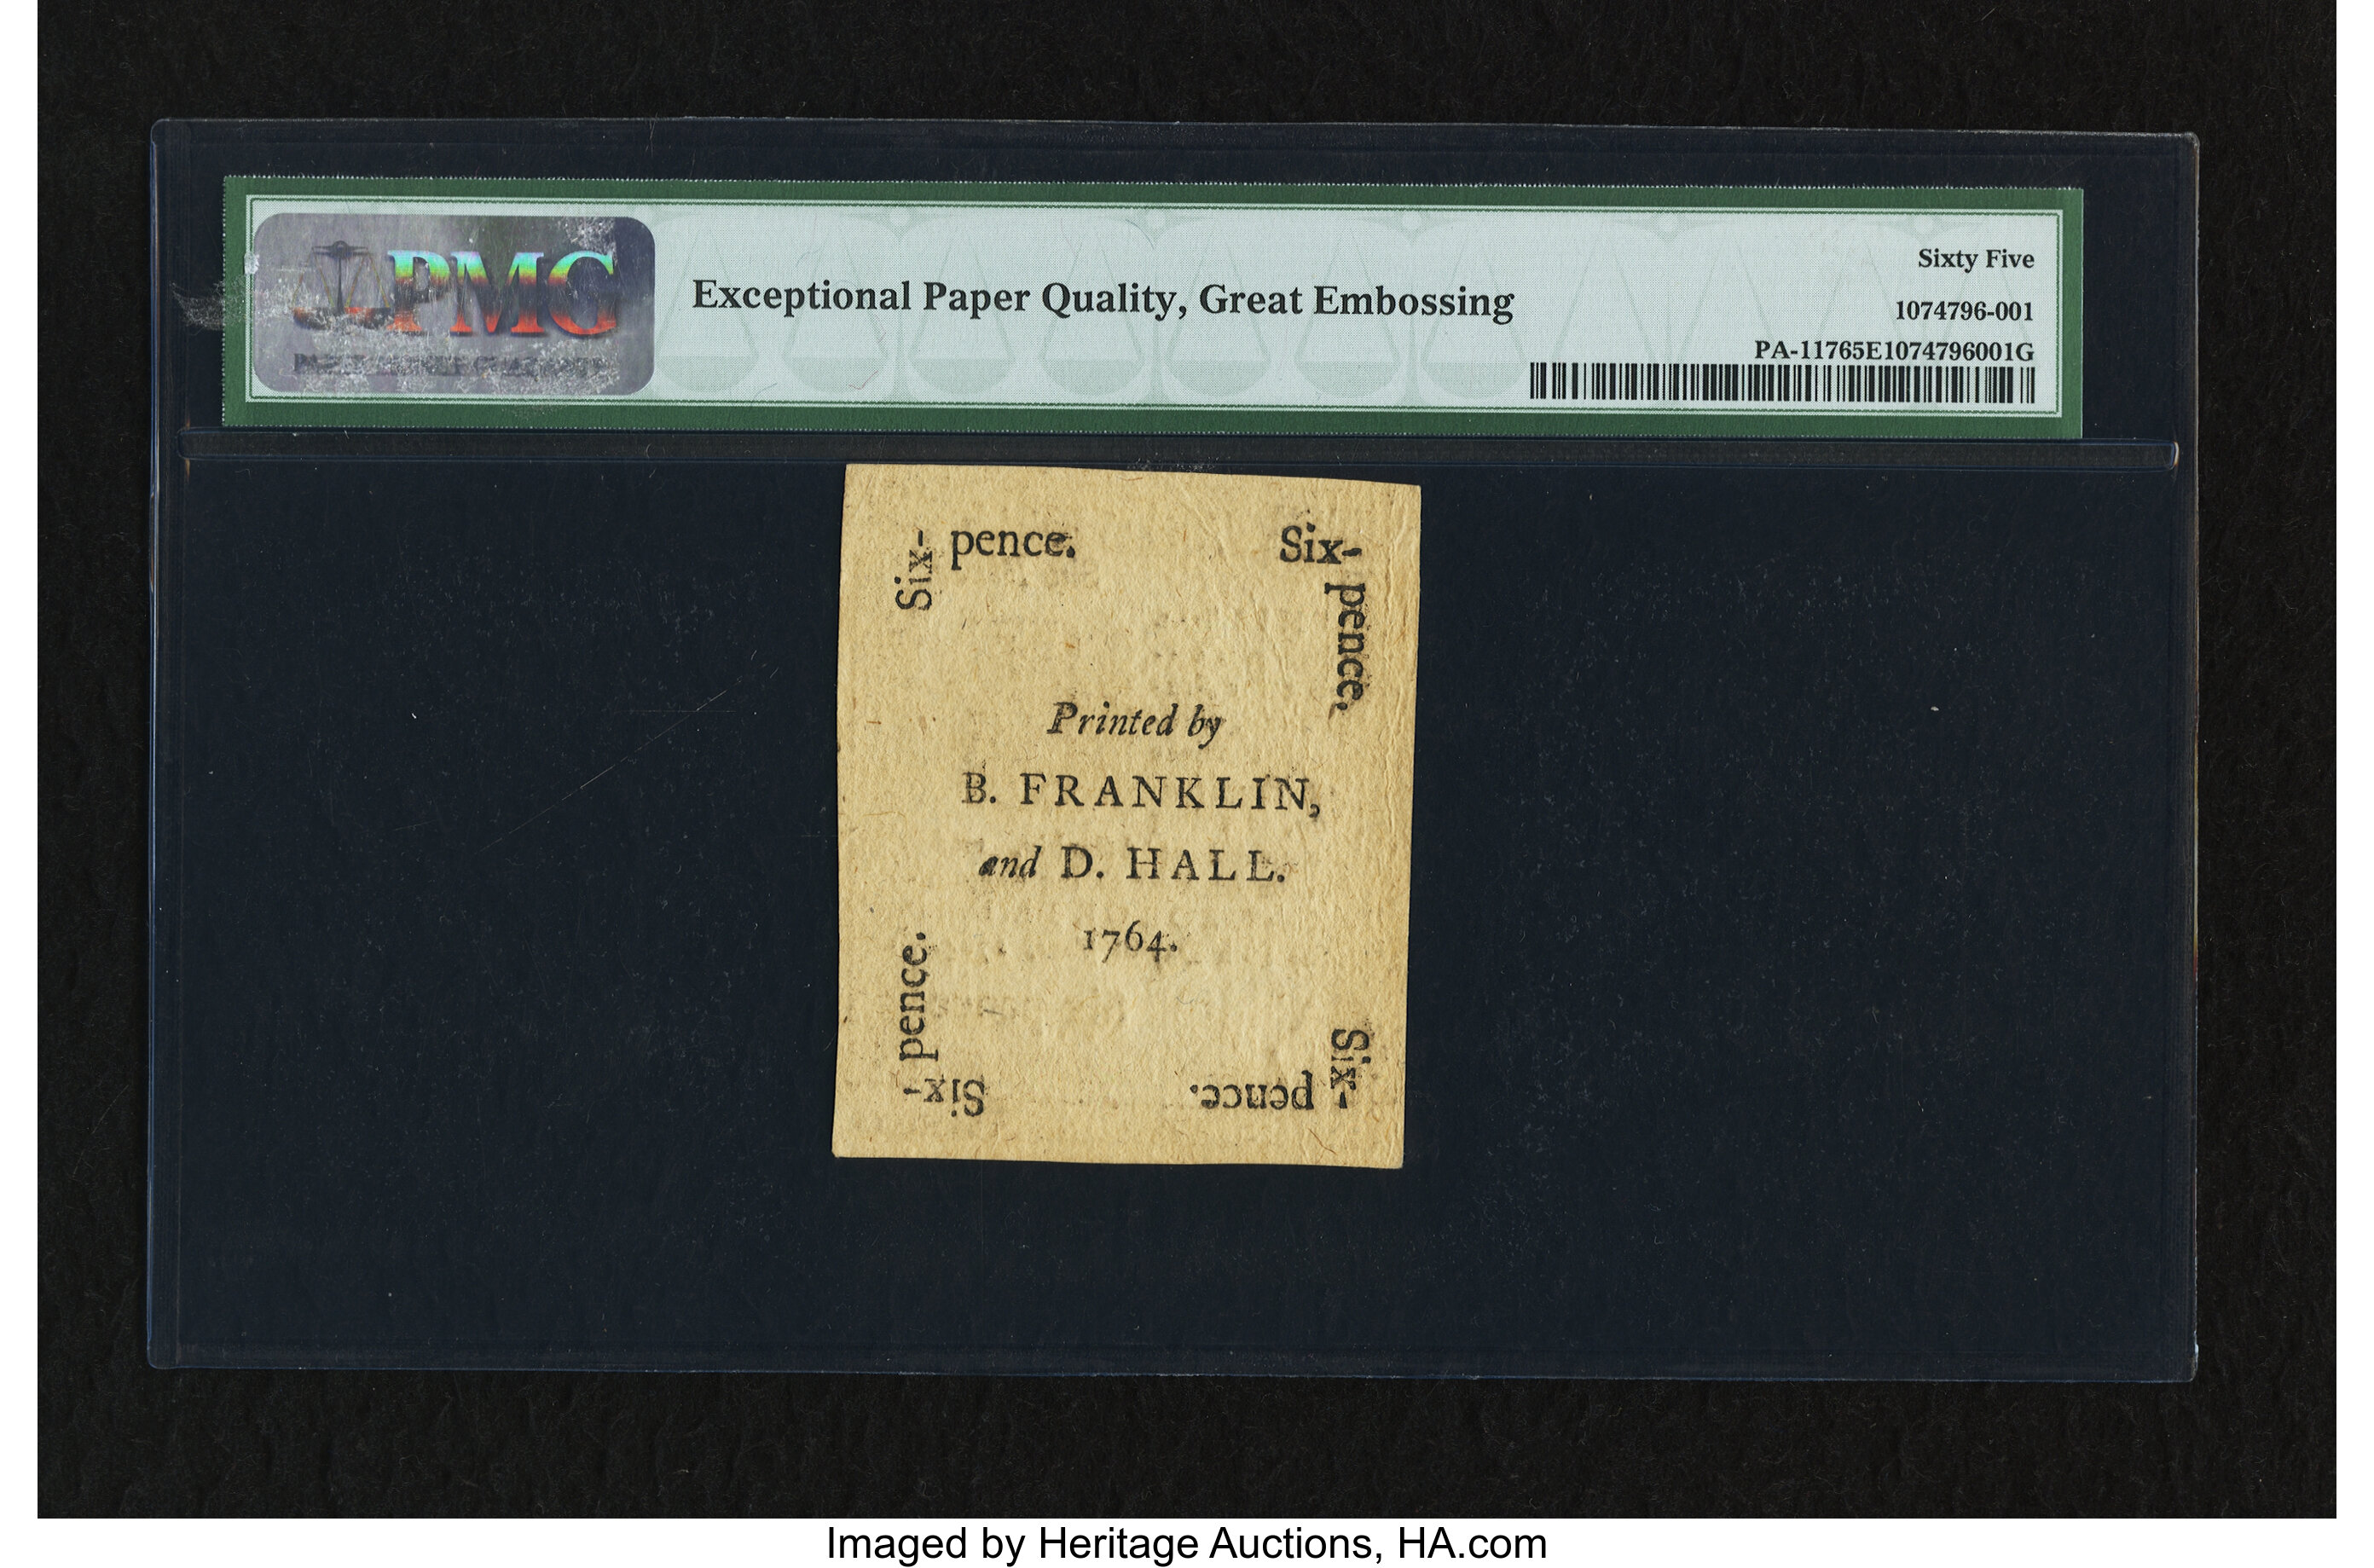 PMG
Exceptional Paper Quality, Great Embossing
Sixty Five
1074796-001
PA-11765E1074796001G
Six-pence.
Six-pence.
Printed by
B. FRANKLIN,
and D. HALL.
1764.
Six-pence.
Six-pence.
Imaged by Heritage Auctions, HA.com